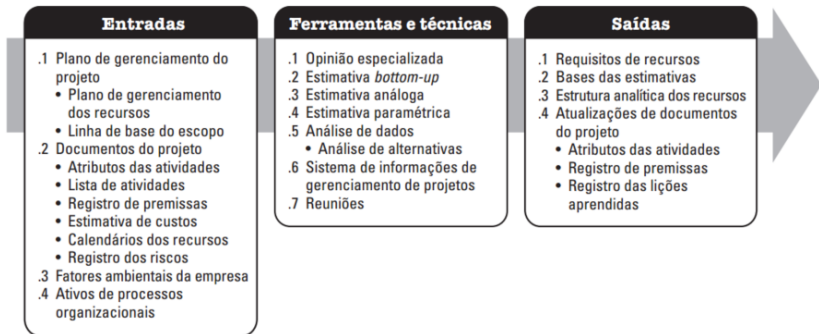 Entradas
.1 Plano de gerenciamento do
projeto
• Plano de gerenciamento
dos recursos
• Linha de base do escopo
.2 Documentos do projeto
• Atributos das atividades
• Lista de atividades
• Registro de premissas
• Estimativa de custos
• Calendários dos recursos
• Registro dos riscos
.3 Fatores ambientais da empresa
.4 Ativos de processos
organizacionais
Ferramentas e técnicas
.1 Opinião especializada
.2 Estimativa bottom-up
.3 Estimativa análoga
.4 Estimativa paramétrica
.5 Análise de dados
• Análise de alternativas
.6 Sistema de informações de
gerenciamento de projetos
.7 Reuniões
Saídas
.1 Requisitos de recursos
.2 Bases das estimativas
.3 Estrutura analítica dos recursos
.4 Atualizações de documentos
do projeto
• Atributos das atividades
• Registro de premissas
• Registro das lições
aprendidas